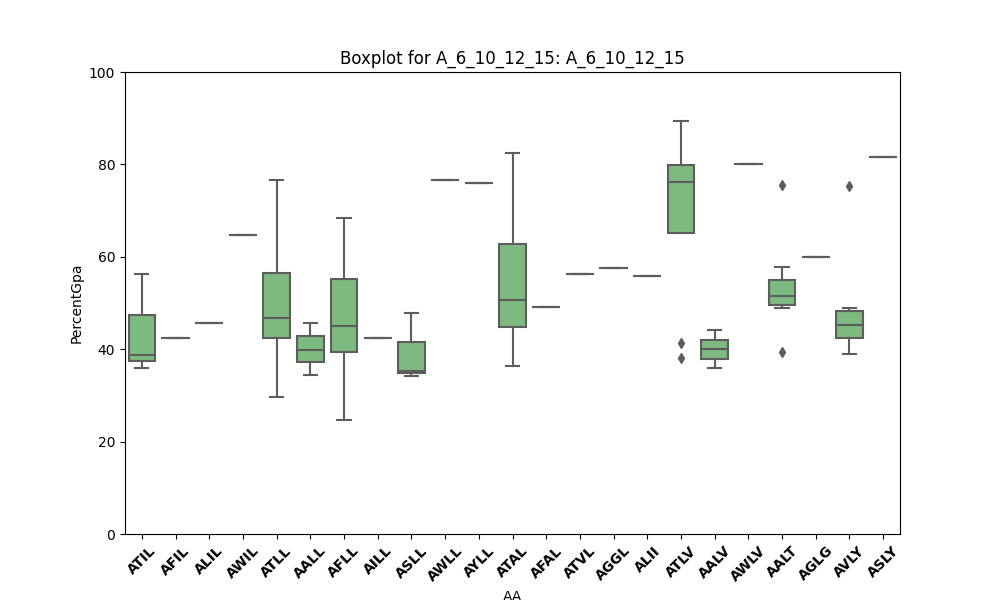 Boxplot for A_6_10_12_15: A_6_10_12_15
100
80
60
40
20
0
PercentGpa
ATIL AFIL ALIL AWIL ATLL AALL AFLL AILL ASLL AWLL AYLL ATAL AFAL ATVL AGGL ALII ATLV AALV AWLV AALT AGLG AVLY ASLY
AA